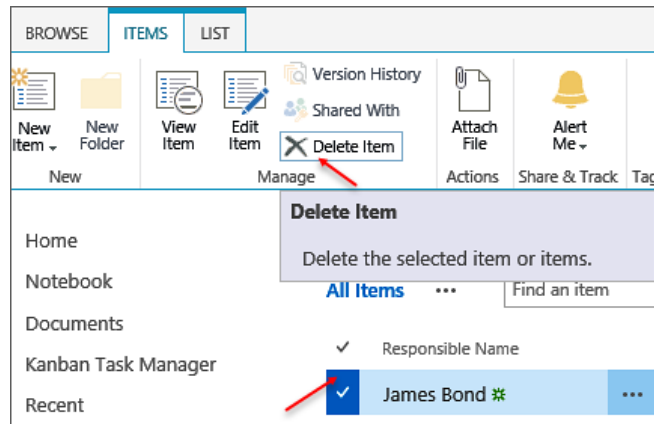 BROWSE ITEMS LIST
New Item
New Folder
View Item
Edit Item
Version History
Shared With
Delete Item
Attach File
Alert Me
New Manage Actions Share & Track Tag
Delete Item
Delete the selected item or items.
Home
Notebook
Documents
Kanban Task Manager
Recent
All Items ••• Find an item
Responsible Name
James Bond •••